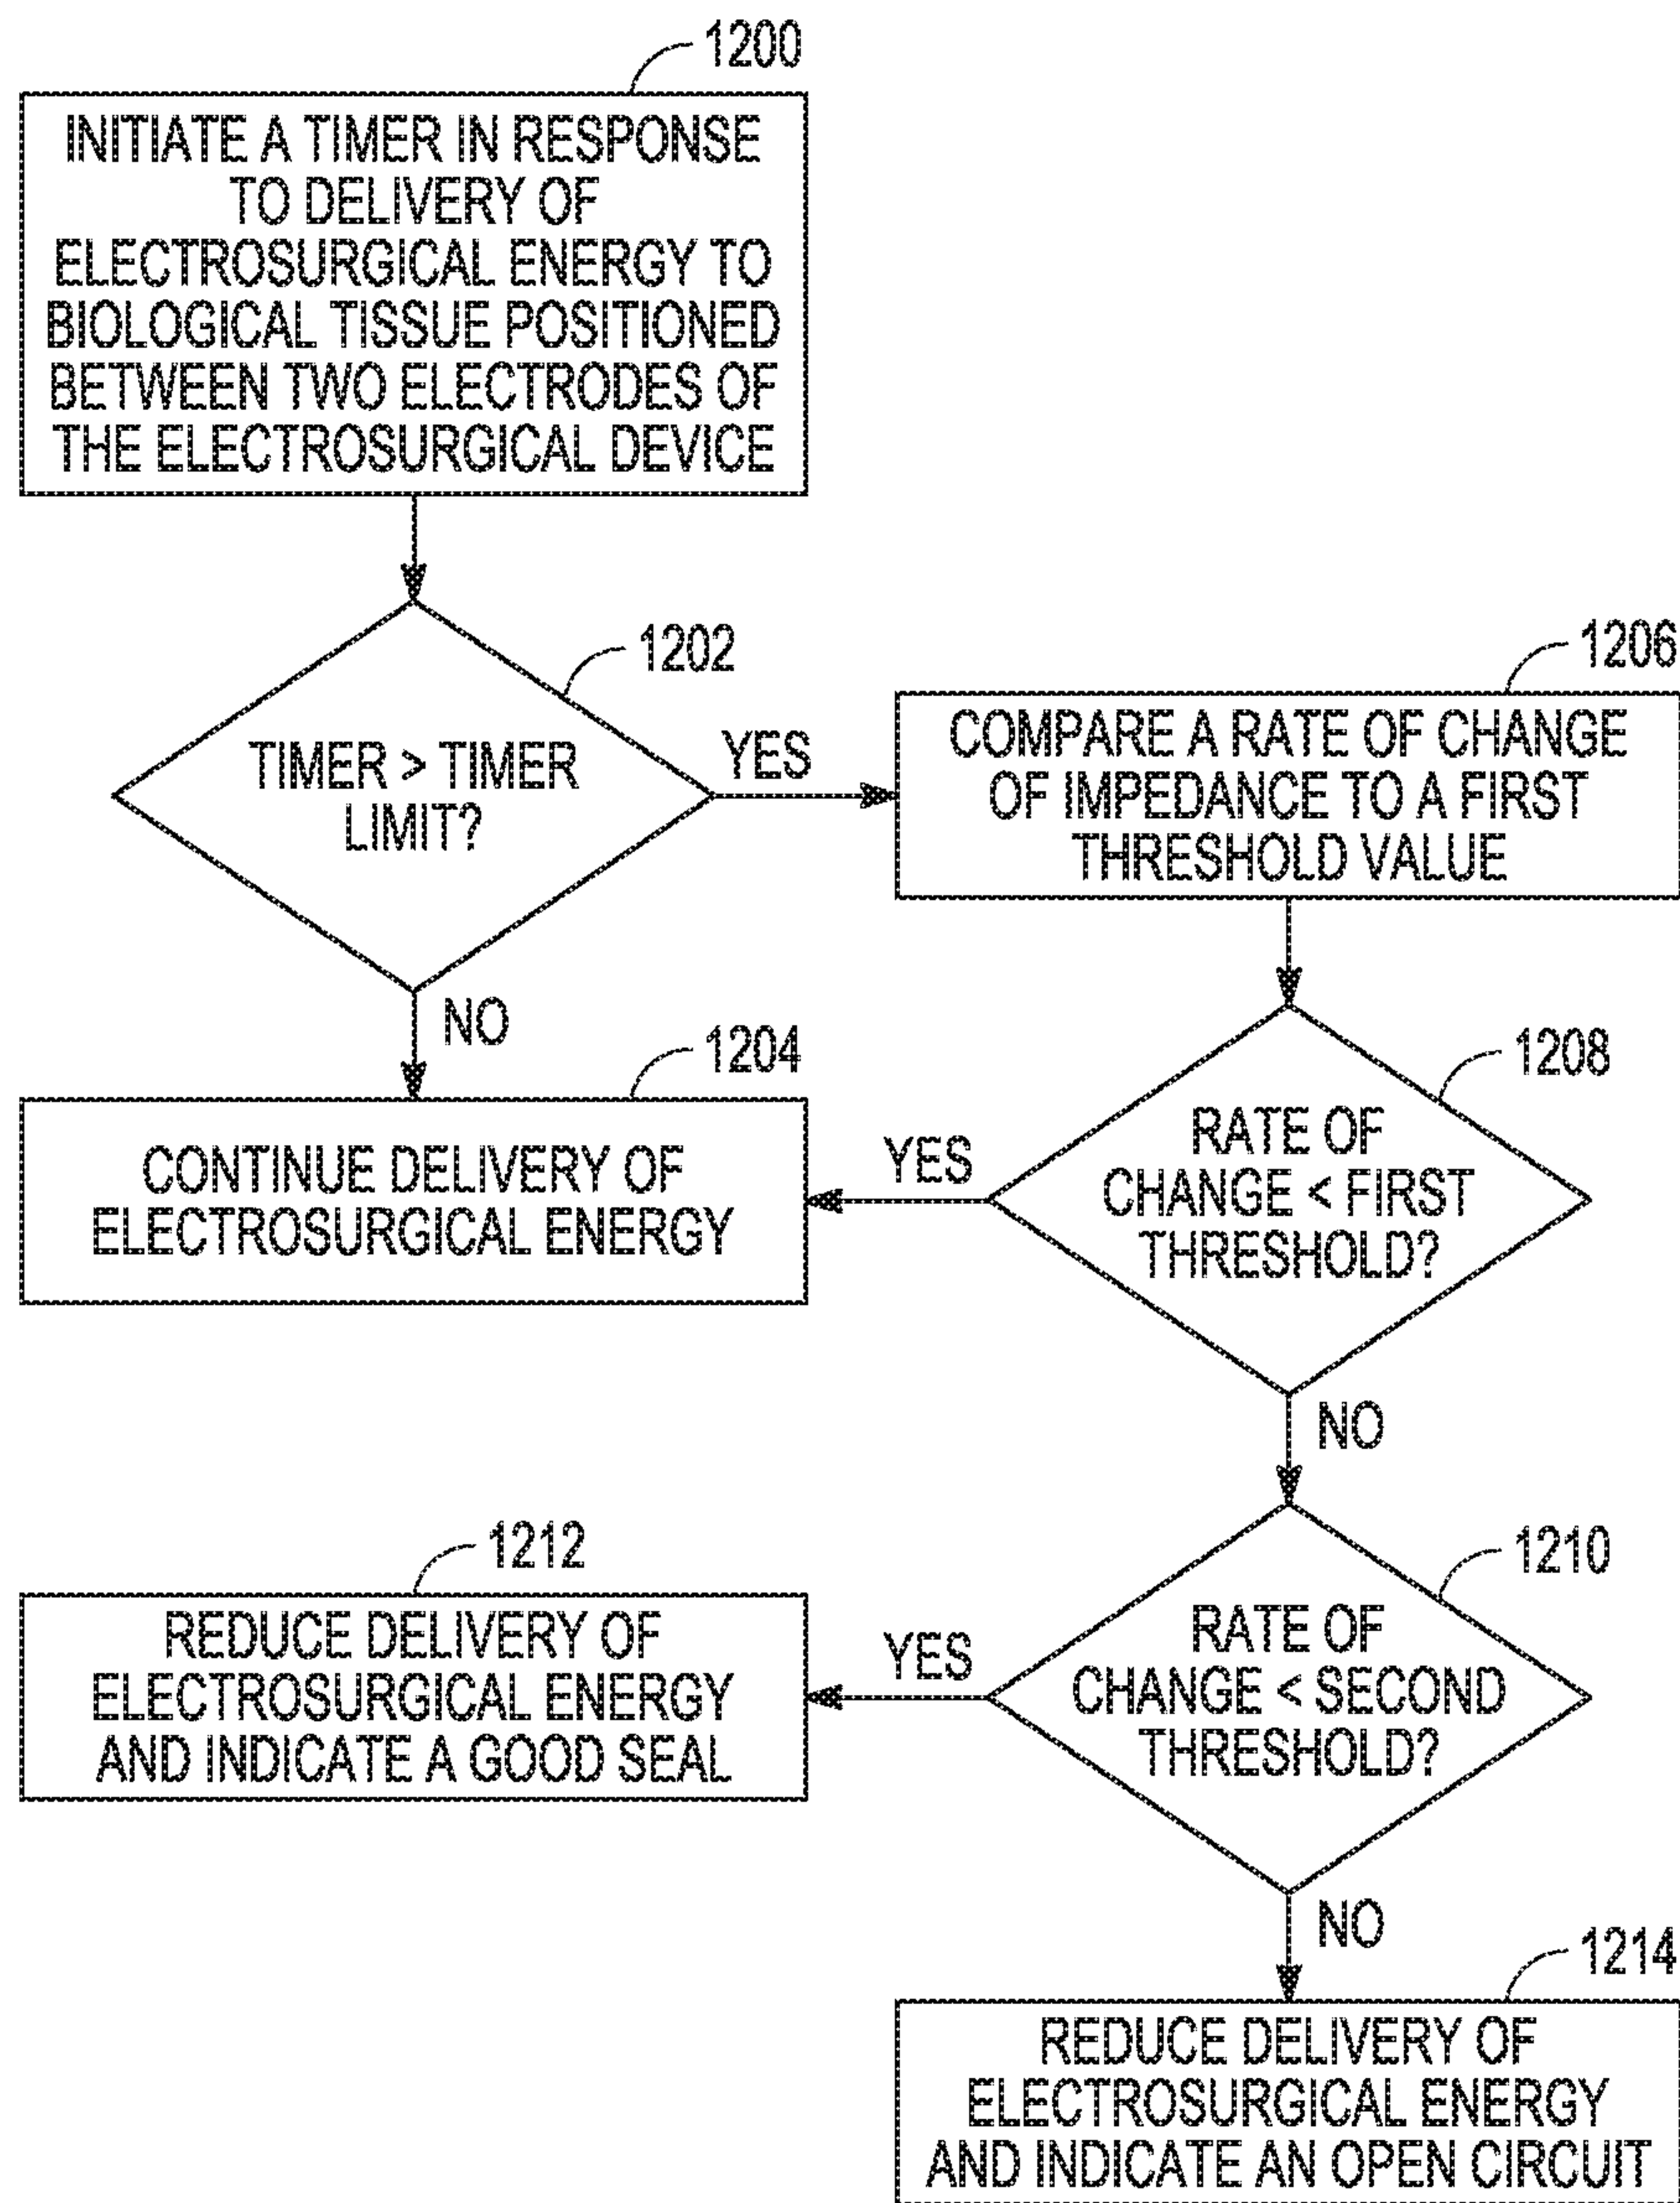 1200
INITIATE A TIMER IN RESPONSE
TO DELIVERY OF
ELECTROSURGICAL ENERGY TO
BIOLOGICAL TISSUE POSITIONED
BETWEEN TWO ELECTRODES OF
THE ELECTROSURGICAL DEVICE
1202
TIMER > TIMER
LIMIT?
YES
NO
1206
COMPARE A RATE OF CHANGE
OF IMPEDANCE TO A FIRST
THRESHOLD VALUE
1204
CONTINUE DELIVERY OF
ELECTROSURGICAL ENERGY
1208
RATE OF
CHANGE < FIRST
THRESHOLD?
YES
NO
1210
RATE OF
CHANGE < SECOND
THRESHOLD?
YES
NO
1212
REDUCE DELIVERY OF
ELECTROSURGICAL ENERGY
AND INDICATE A GOOD SEAL
1214
REDUCE DELIVERY OF
ELECTROSURGICAL ENERGY
AND INDICATE AN OPEN CIRCUIT